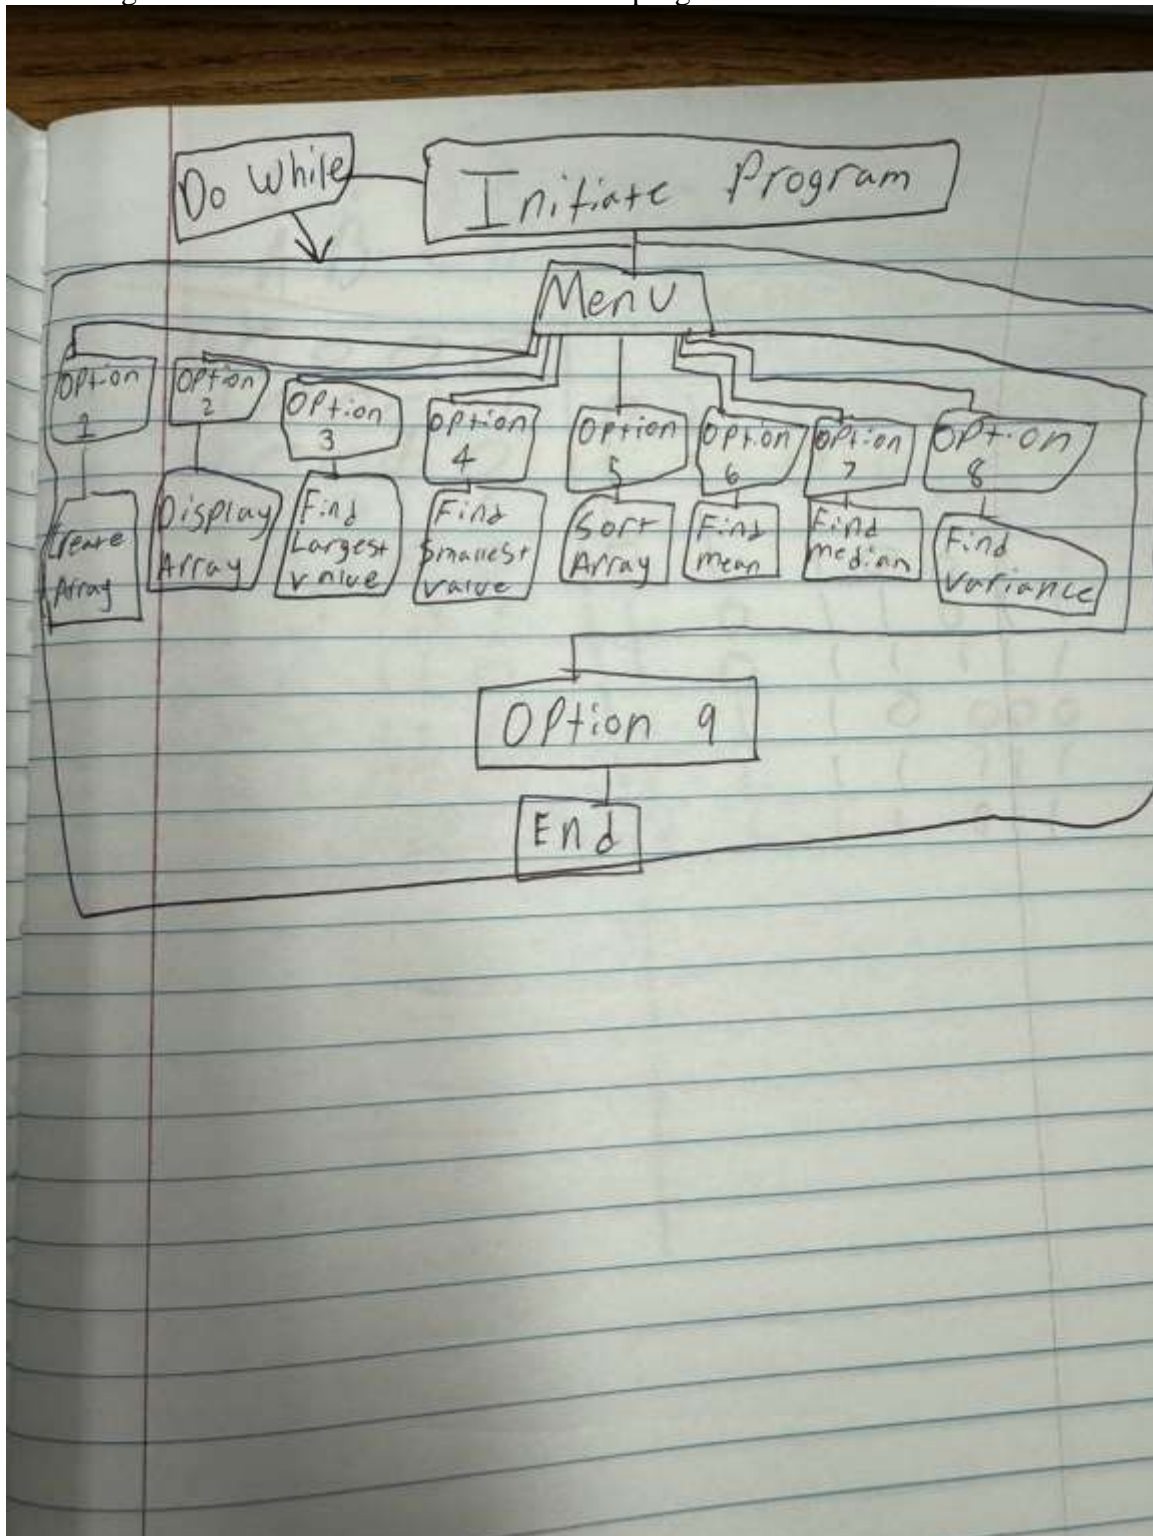 Do While
Initiate Program
Menu
Option
1
Option
2
Option
3
Option
4
Option
5
Option
6
Option
7
Option
8
Create
Array
Display
Array
Find
Largest
value
Find
Smallest
value
Sort
Array
Find
mean
Find
median
Find
variance
Option 9
End